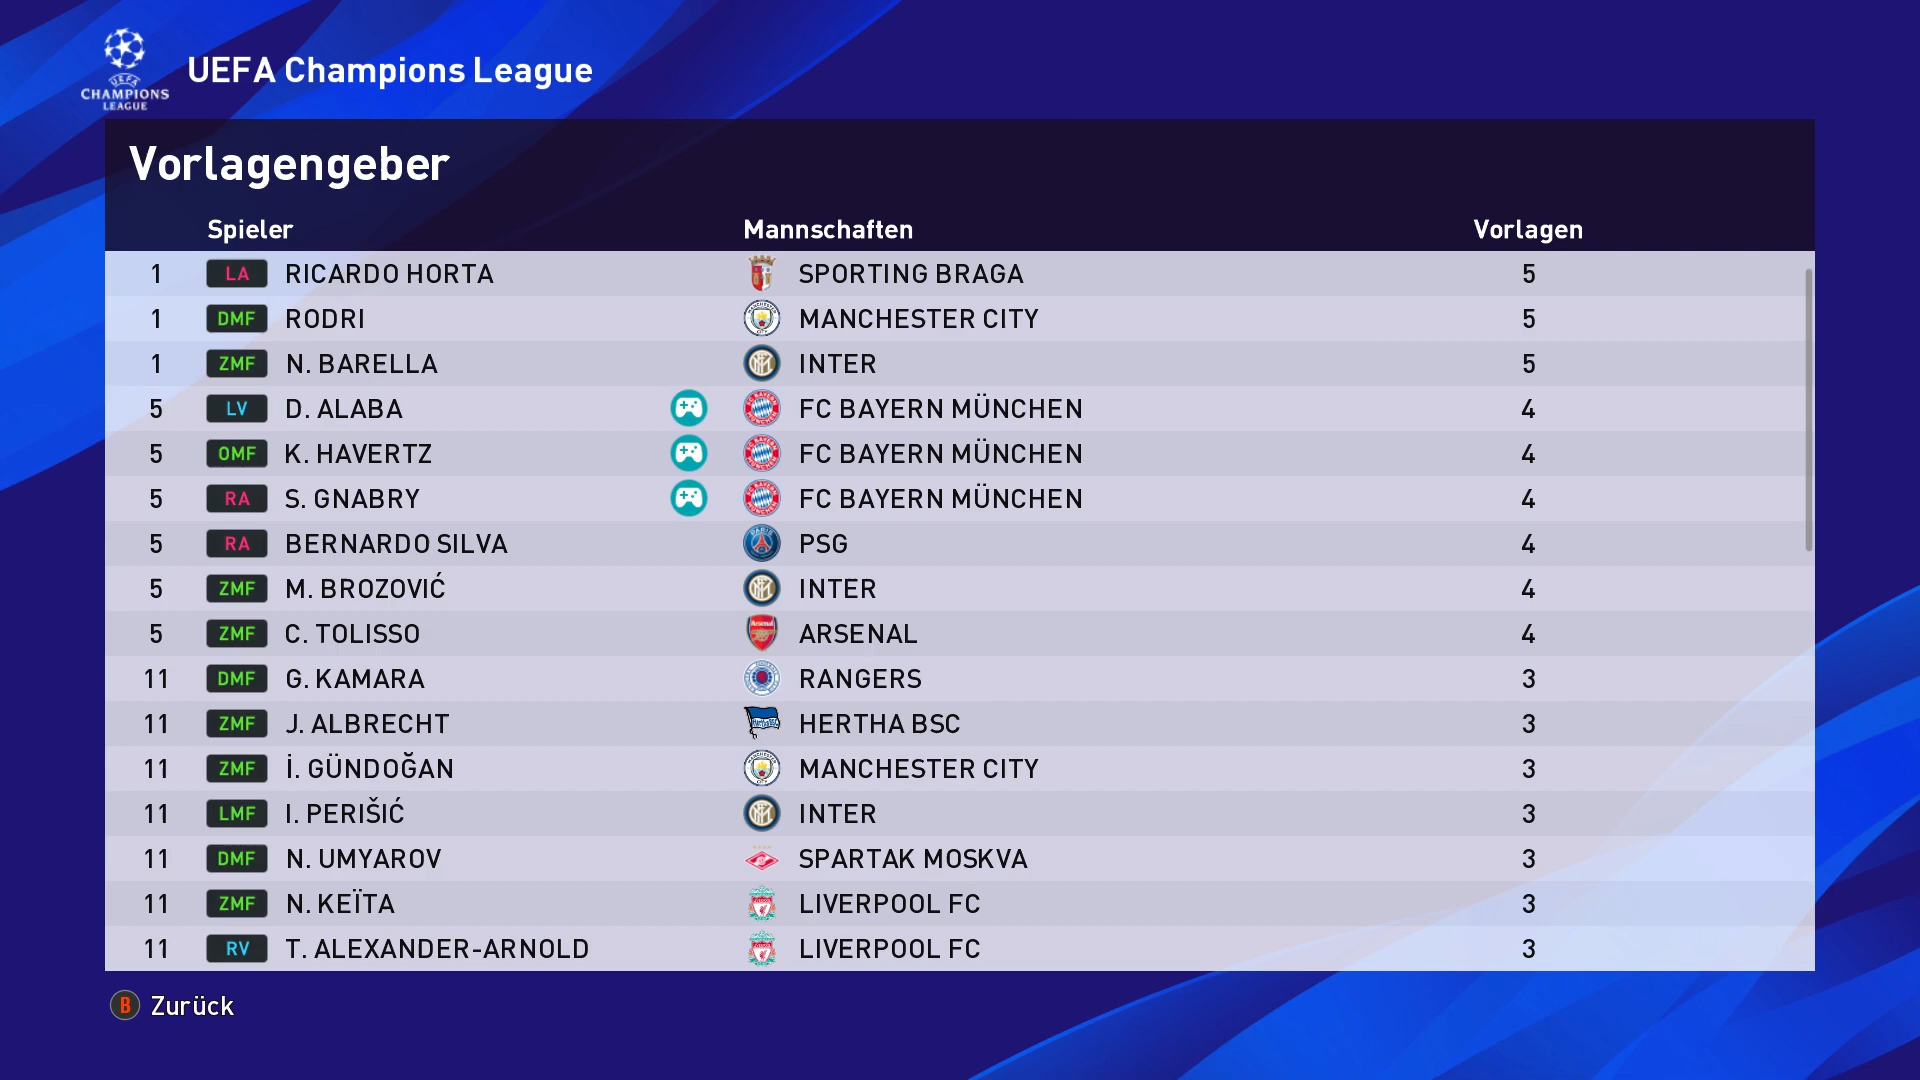 UEFA Champions League
UEFA
CHAMPIONS
LEAGUE
Vorlagengeber
Spieler Mannschaften Vorlagen
1 LA RICARDO HORTA SPORTING BRAGA 5
1 DMF RODRI MANCHESTER CITY 5
1 ZMF N. BARELLA INTER 5
5 LV D. ALABA FC BAYERN MÜNCHEN 4
5 OMF K. HAVERTZ FC BAYERN MÜNCHEN 4
5 RA S. GNABRY FC BAYERN MÜNCHEN 4
5 RA BERNARDO SILVA PSG 4
5 ZMF M. BROZOVIĆ INTER 4
5 ZMF C. TOLISSO ARSENAL 4
11 DMF G. KAMARA RANGERS 3
11 ZMF J. ALBRECHT HERTHA BSC 3
11 ZMF İ. GÜNDOĞAN MANCHESTER CITY 3
11 LMF I. PERIŠIĆ INTER 3
11 DMF N. UMYAROV SPARTAK MOSKVA 3
11 ZMF N. KEÏTA LIVERPOOL FC 3
11 RV T. ALEXANDER-ARNOLD LIVERPOOL FC 3
B Zurück